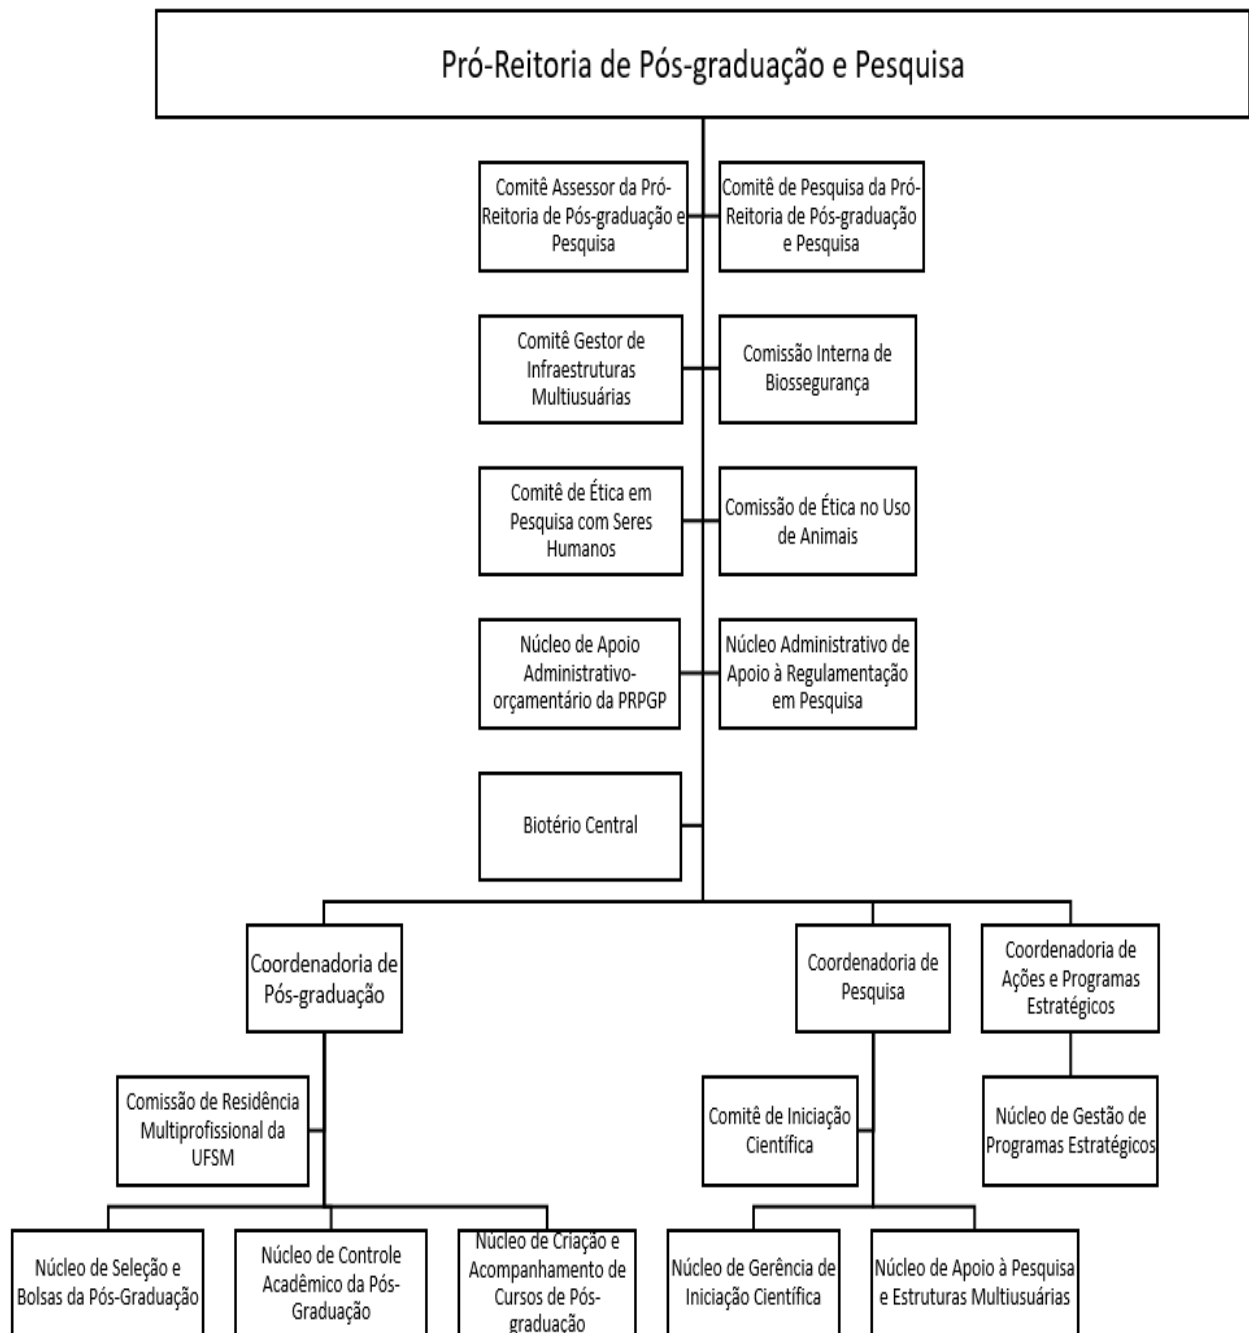 Pró-Reitoria de Pós-graduação e Pesquisa
Comitê Assessor da Pró-
Reitoria de Pós-graduação e
Pesquisa
Comitê de Pesquisa da Pró-
Reitoria de Pós-graduação
e Pesquisa
Comitê Gestor de
Infraestruturas
Multiusuárias
Comissão Interna de
Biossegurança
Comitê de Ética em
Pesquisa com Seres
Humanos
Comissão de Ética no Uso
de Animais
Núcleo de Apoio
Administrativo-
orçamentário da PRPGP
Núcleo Administrativo de
Apoio à Regulamentação
em Pesquisa
Biotério Central
Coordenadoria de
Pós-graduação
Coordenadoria de
Pesquisa
Coordenadoria de
Ações e Programas
Estratégicos
Comissão de Residência
Multiprofissional da
UFSM
Comitê de Iniciação
Científica
Núcleo de Gestão de
Programas Estratégicos
Núcleo de Seleção e
Bolsas da Pós-Graduação
Núcleo de Controle
Acadêmico da Pós-
Graduação
Núcleo de Criação e
Acompanhamento de
Cursos de Pós-
graduação
Núcleo de Gerência de
Iniciação Científica
Núcleo de Apoio à Pesquisa
e Estruturas Multiusuárias